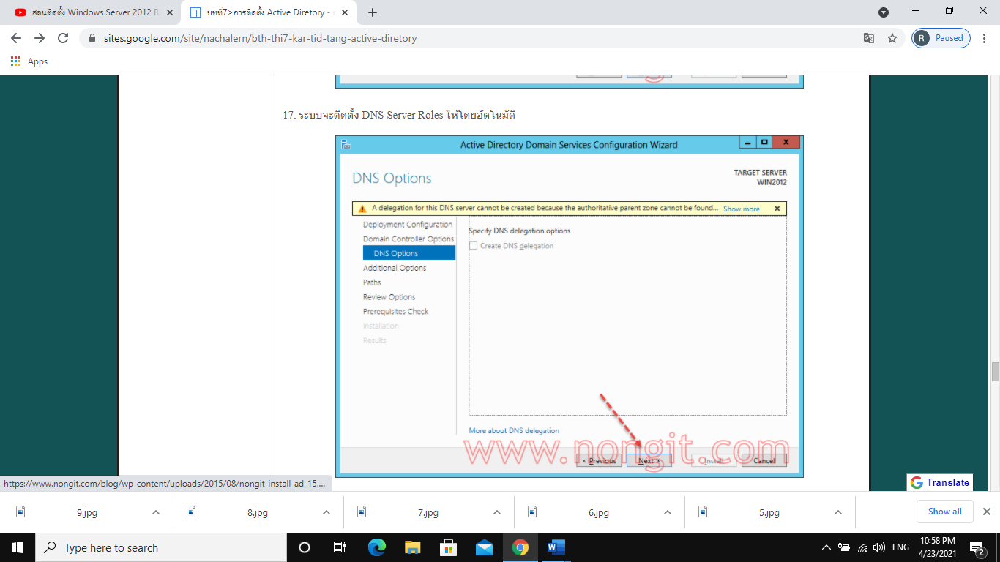 สอนติดตั้ง Windows Server 2012 R
บทที่7>การติดตั้ง Active Diretory -
sites.google.com/site/nachalern/bth-thi7-kar-tid-tang-active-diretory
R
Paused
Apps
17. ระบบจะติดตั้ง DNS Server Roles ให้โดยอัตโนมัติ
Active Directory Domain Services Configuration Wizard
DNS Options
TARGET SERVER
WIN2012
A delegation for this DNS server cannot be created because the authoritative parent zone cannot be found...
Show more
Deployment Configuration
Domain Controller Options
DNS Options
Additional Options
Paths
Review Options
Prerequisites Check
Installation
Results
Specify DNS delegation options
Create DNS delegation
More about DNS delegation
www.nongit.com
< Previous
Next >
Install
Cancel
https://www.nongit.com/blog/wp-content/uploads/2015/08/nongit-install-ad-15....
Translate
9.jpg
8.jpg
7.jpg
6.jpg
5.jpg
Show all
Type here to search
ENG
10:58 PM
4/23/2021
2